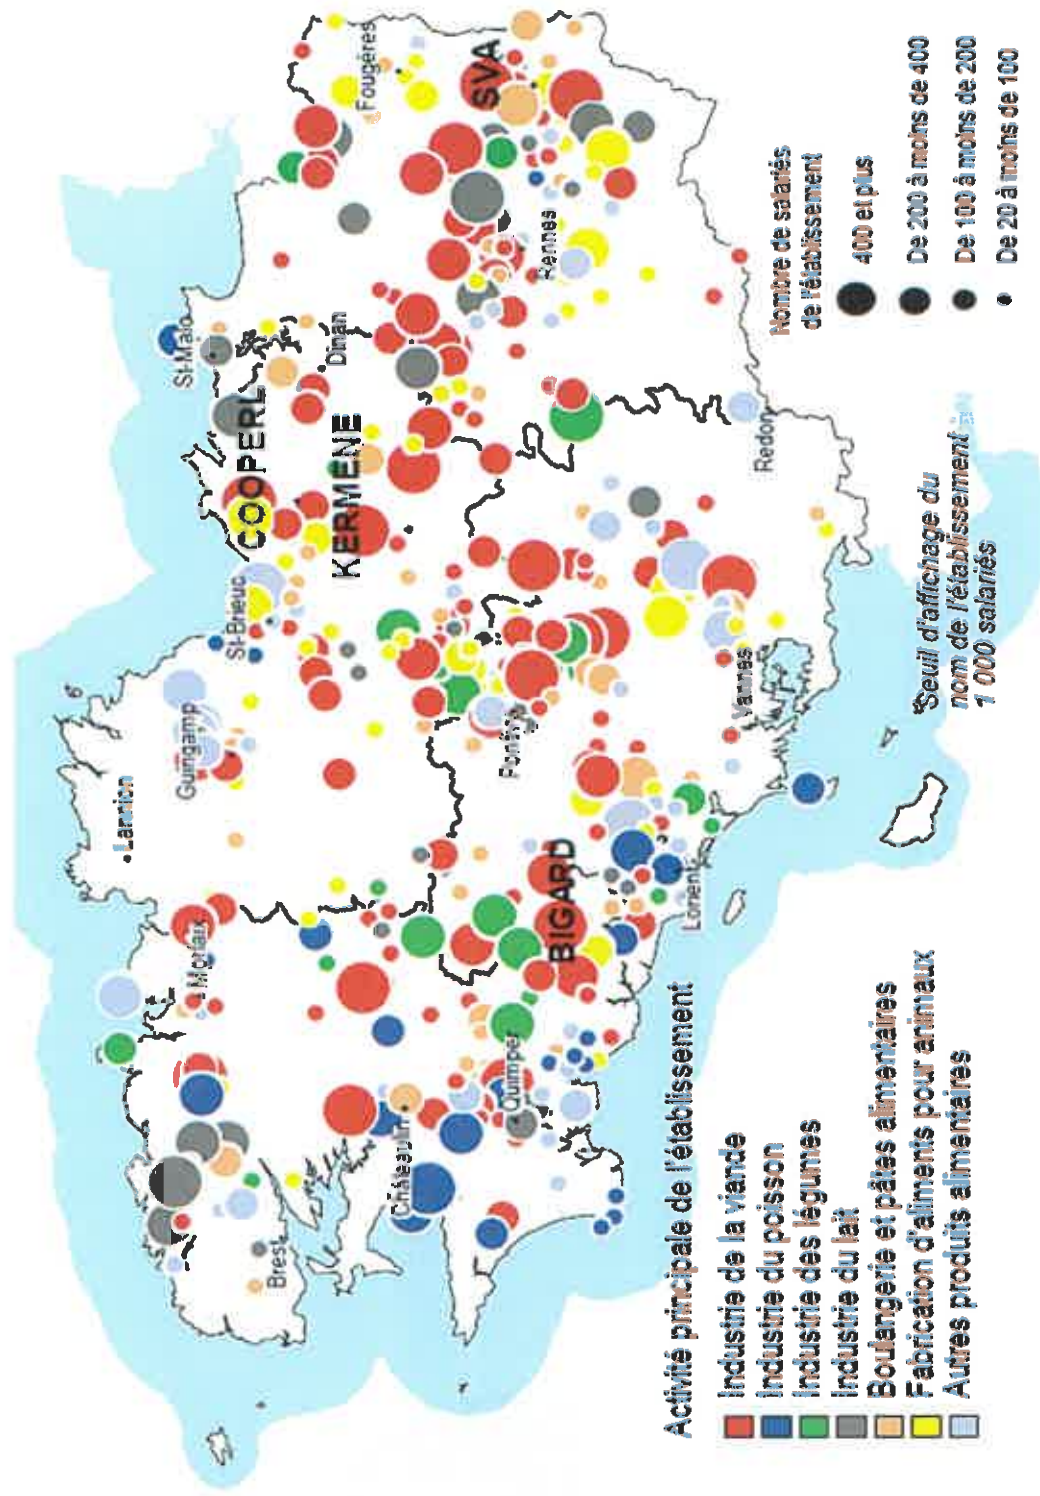 Lannion
Morlaix
Guingamp
St-Brieuc
St-Malo
Fougères
Brest
COOPERL
Dinan
KERMENE
SVA
Châteaulin
Quimper
BIGARD
Pontivy
Rennes
Lorient
Vannes
Redon
Activité principale de l'établissement
Industrie de la viande
Industrie du poisson
Industrie des légumes
Industrie du lait
Boulangerie et pâtes alimentaires
Fabrication d'aliments pour animaux
Autres produits alimentaires
*Seuil d'affichage du
nom de l'établissement :
1 000 salariés
Nombre de salariés
de l'établissement
400 et plus
De 200 à moins de 400
De 100 à moins de 200
De 20 à moins de 100